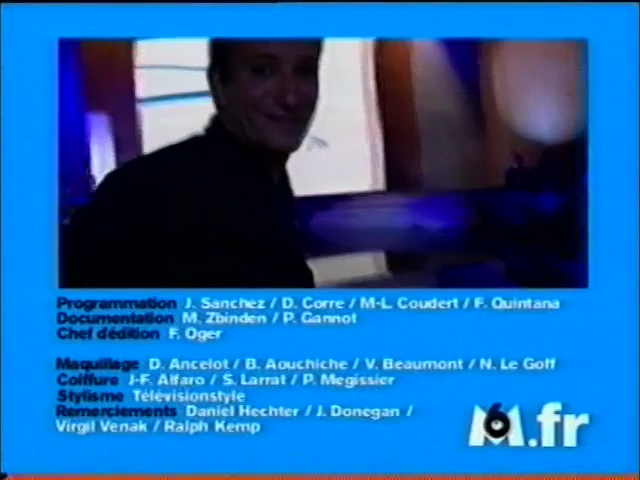 Programmation J. Sanchez / D. Corre / M-L. Coudert / F. Quintana
Documentation M. Zbinden / P. Gannot
Chef d'édition F. Oger
Maquillage D. Ancelot / B. Aouchiche / V. Beaumont / N. Le Goff
Coiffure J-F. Alfaro / S. Larrat / P. Megissier
Stylisme Télévisionstyle
Remerciements Daniel Hechter / J. Donegan /
Virgil Venak / Ralph Kemp
M6.fr